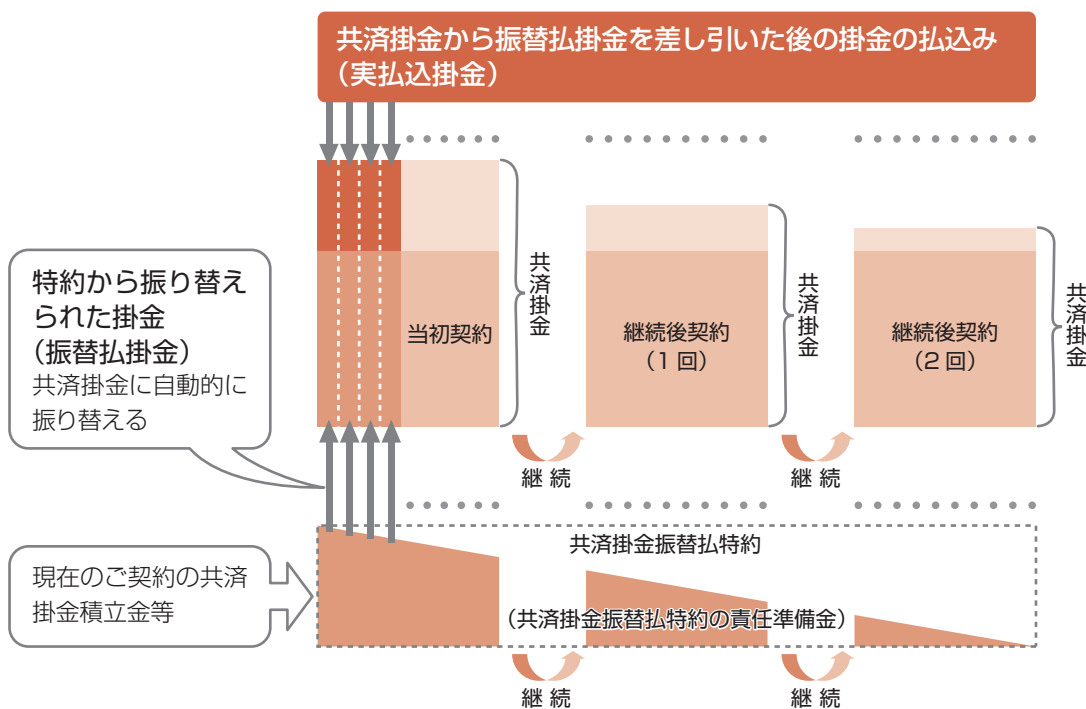 共済掛金から振替払掛金を差し引いた後の掛金の払込み
（実払込掛金）
特約から振り替え
られた掛金
（振替払掛金）
共済掛金に自動的に
振り替える
当初契約
共済掛金
継続後契約
（1回）
共済掛金
継続後契約
（2回）
共済掛金
継 続
継 続
現在のご契約の共済
掛金積立金等
共済掛金振替払特約
（共済掛金振替払特約の責任準備金）
継 続
継 続